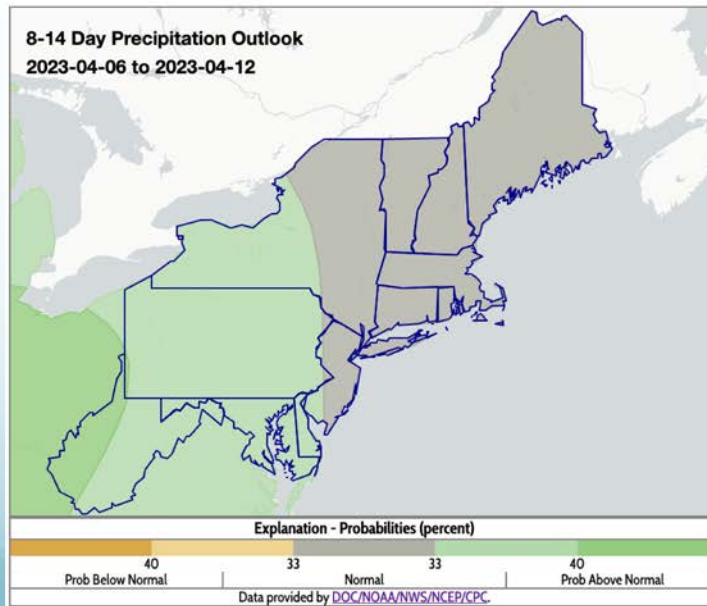 8-14 Day Precipitation Outlook
2023-04-06 to 2023-04-12
Explanation - Probabilities (percent)
40 33 33 40
Prob Below Normal Normal Prob Above Normal
Data provided by DOC/NOAA/NWS/NCEP/CPC.